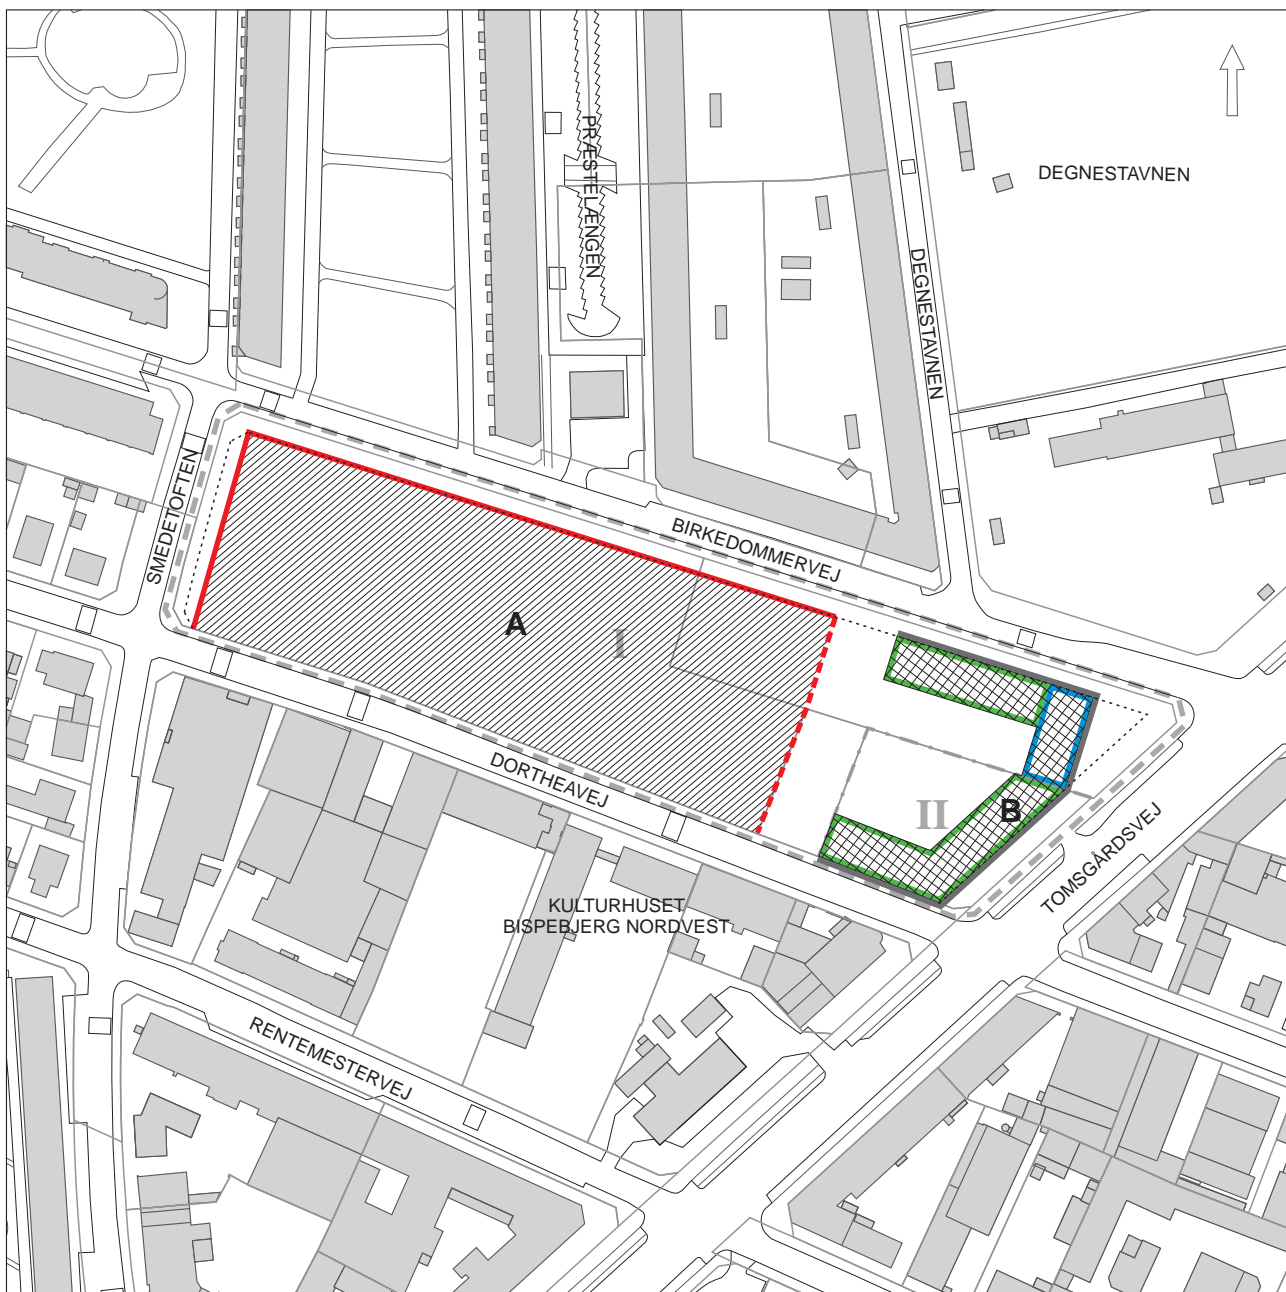 PRÆSTELÆNGEN
DEGNESTAVNEN
DEGNESTAVNEN
SMEDETOFTEN
BIRKEDOMMERVEJ
A
I
DORTHEAVEJ
II
B
TOMSGÅRDSVEJ
KULTURHUSET
BISPEBJERG NORDVEST
RENTEMESTERVEJ